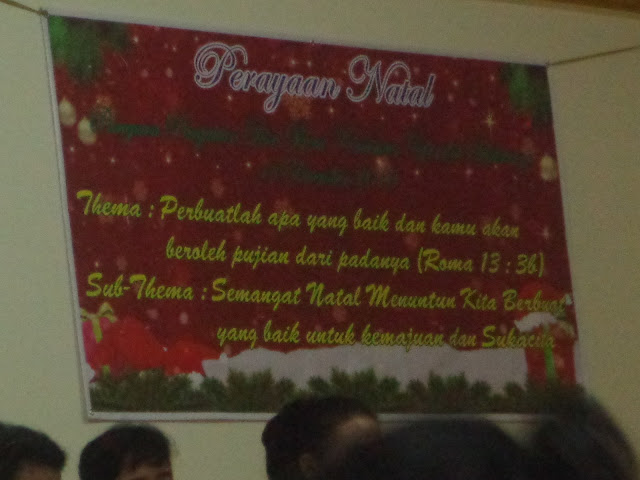 Perayaan Natal
Thema : Perbuatlah apa yang baik dan kamu akan
beroleh pujian dari padanya (Roma 13 : 3b)
Sub-Thema : Semangat Natal Menuntun Kita Berbuat
yang baik untuk kemajuan dan Sukacita